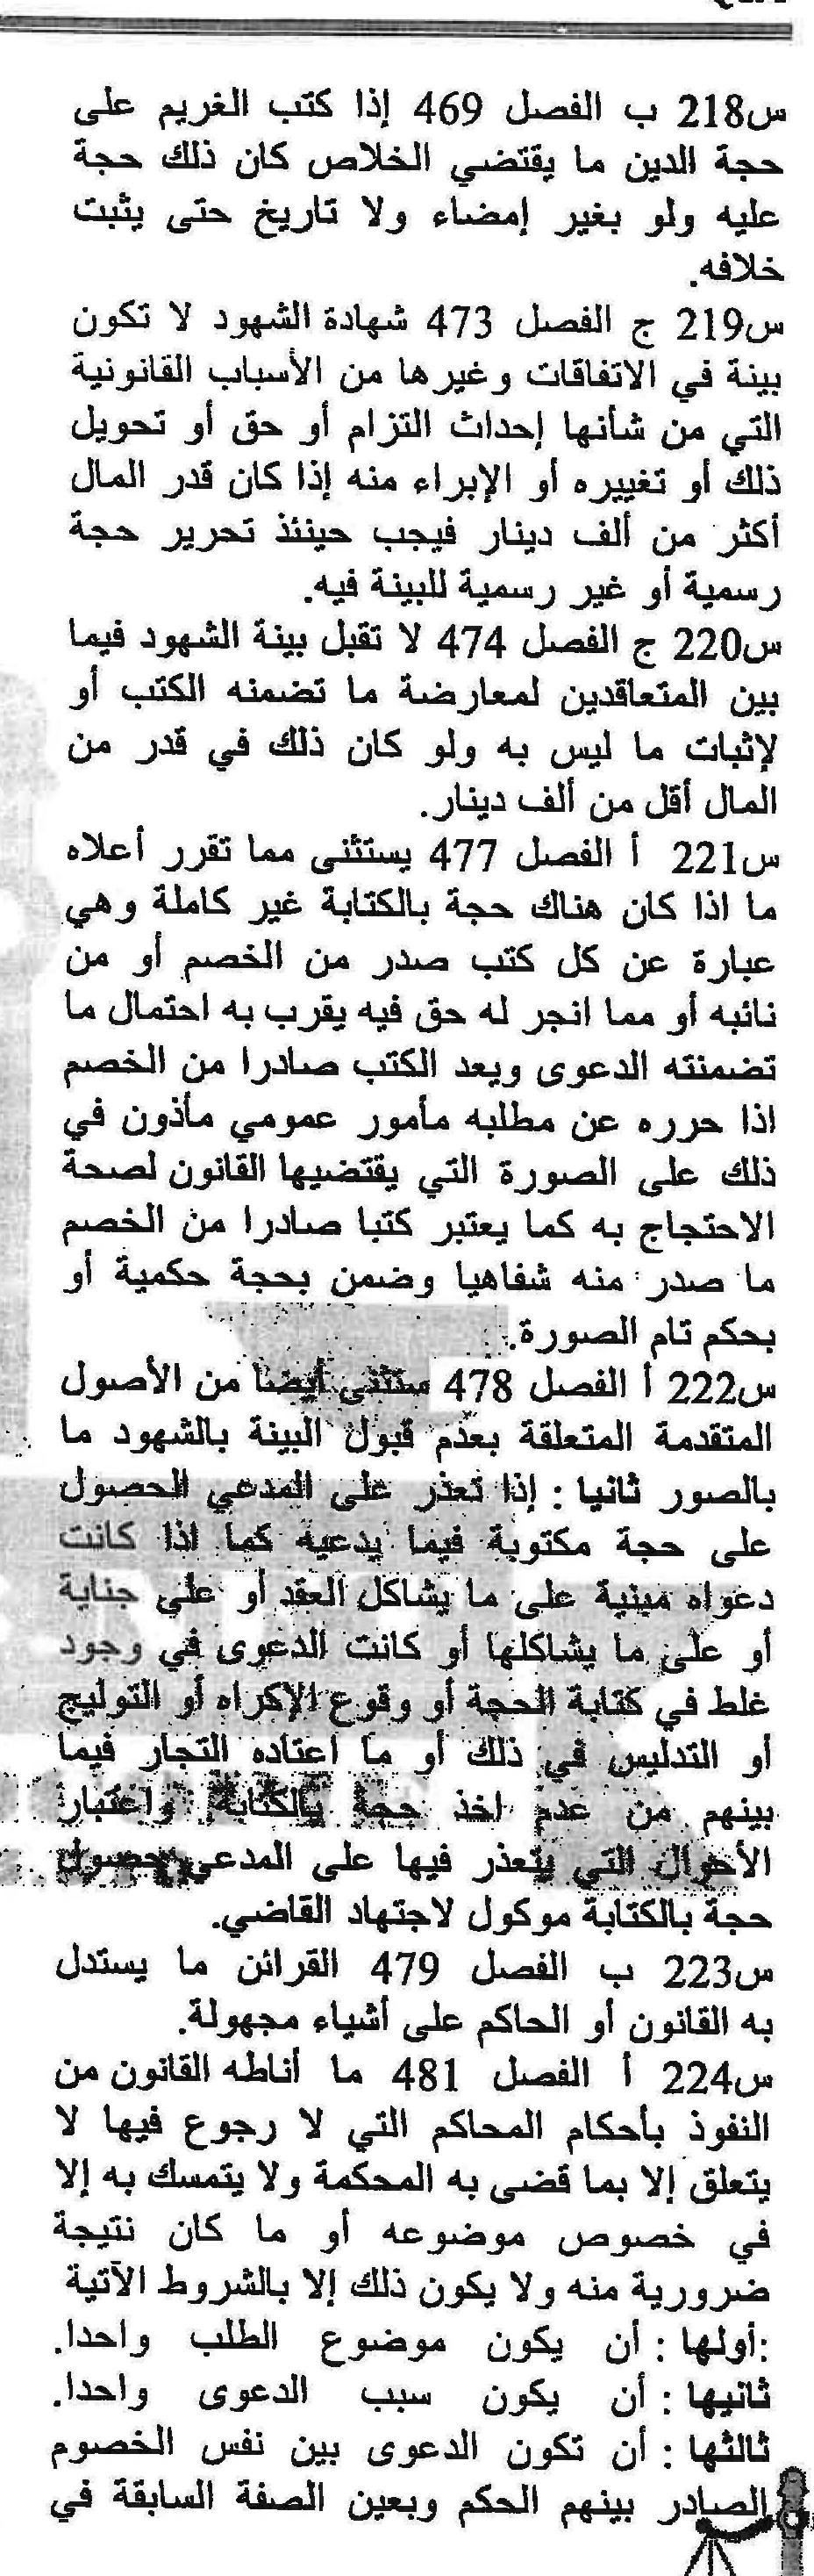 س218 ب الفصل 469 إذا كتب الغريم على
حجة الدين ما يقتضي الخلاص كان ذلك حجة
عليه ولو بغير إمضاء ولا تاريخ حتى يثبت
خلافه.
س219 ج الفصل 473 شهادة الشهود لا تكون
بينة في الاتفاقات وغيرها من الأسباب القانونية
التي من شأنها إحداث التزام أو حق أو تحويل
ذلك أو تغييره أو الإبراء منه إذا كان قدر المال
أكثر من ألف دينار فيجب حينئذ تحرير حجة
رسمية أو غير رسمية للبينة فيه.
س220 ج الفصل 474 لا تقبل بينة الشهود فيما
بين المتعاقدين لمعارضة ما تضمنه الكتب أو
لإثبات ما ليس به ولو كان ذلك في قدر من
المال أقل من ألف دينار.
س221 أ الفصل 477 يستثنى مما تقرر أعلاه
ما اذا كان هناك حجة بالكتابة غير كاملة وهي
عبارة عن كل كتب صدر من الخصم أو من
نائبه أو مما انجر له حق فيه يقرب به احتمال ما
تضمنته الدعوى ويعد الكتب صادرا من الخصم
اذا حرره عن مطلبه مأمور عمومي مأذون في
ذلك على الصورة التي يقتضيها القانون لصحة
الاحتجاج به كما يعتبر كتبا صادرا من الخصم
ما صدر منه شفاهيا وضمن بحجة حكمية أو
بحكم تام الصورة.
س222 أ الفصل 478 ستثنى أيضا من الأصول
المتقدمة المتعلقة بعدم قبول البينة بالشهود ما
بالصور ثانيا : إذا تعذر على المدعي الحصول
على حجة مكتوبة فيما يدعيه كما اذا كانت
دعواه مبنية على ما يشاكل العقد أو على جناية
أو على ما يشاكلها أو كانت الدعوى في وجود
غلط في كتابة الحجة أو وقوع الإكراه أو التوليج
أو التدليس في ذلك أو ما اعتاده التجار فيما
بينهم من عدم اخذ حجة بالكتابة واعتبار
الأحوال التي يتعذر فيها على المدعي حصول
حجة بالكتابة موكول لاجتهاد القاضي.
س223 ب الفصل 479 القرائن ما يستدل
به القانون أو الحاكم على أشياء مجهولة.
س224 أ الفصل 481 ما أناطه القانون من
النفوذ بأحكام المحاكم التي لا رجوع فيها لا
يتعلق إلا بما قضى به المحكمة ولا يتمسك به إلا
في خصوص موضوعه أو ما كان نتيجة
ضرورية منه ولا يكون ذلك إلا بالشروط الآتية
:أولها : أن يكون موضوع الطلب واحدا.
ثانيها : أن يكون سبب الدعوى واحدا.
ثالثها : أن تكون الدعوى بين نفس الخصوم
الصادر بينهم الحكم وبعين الصفة السابقة في